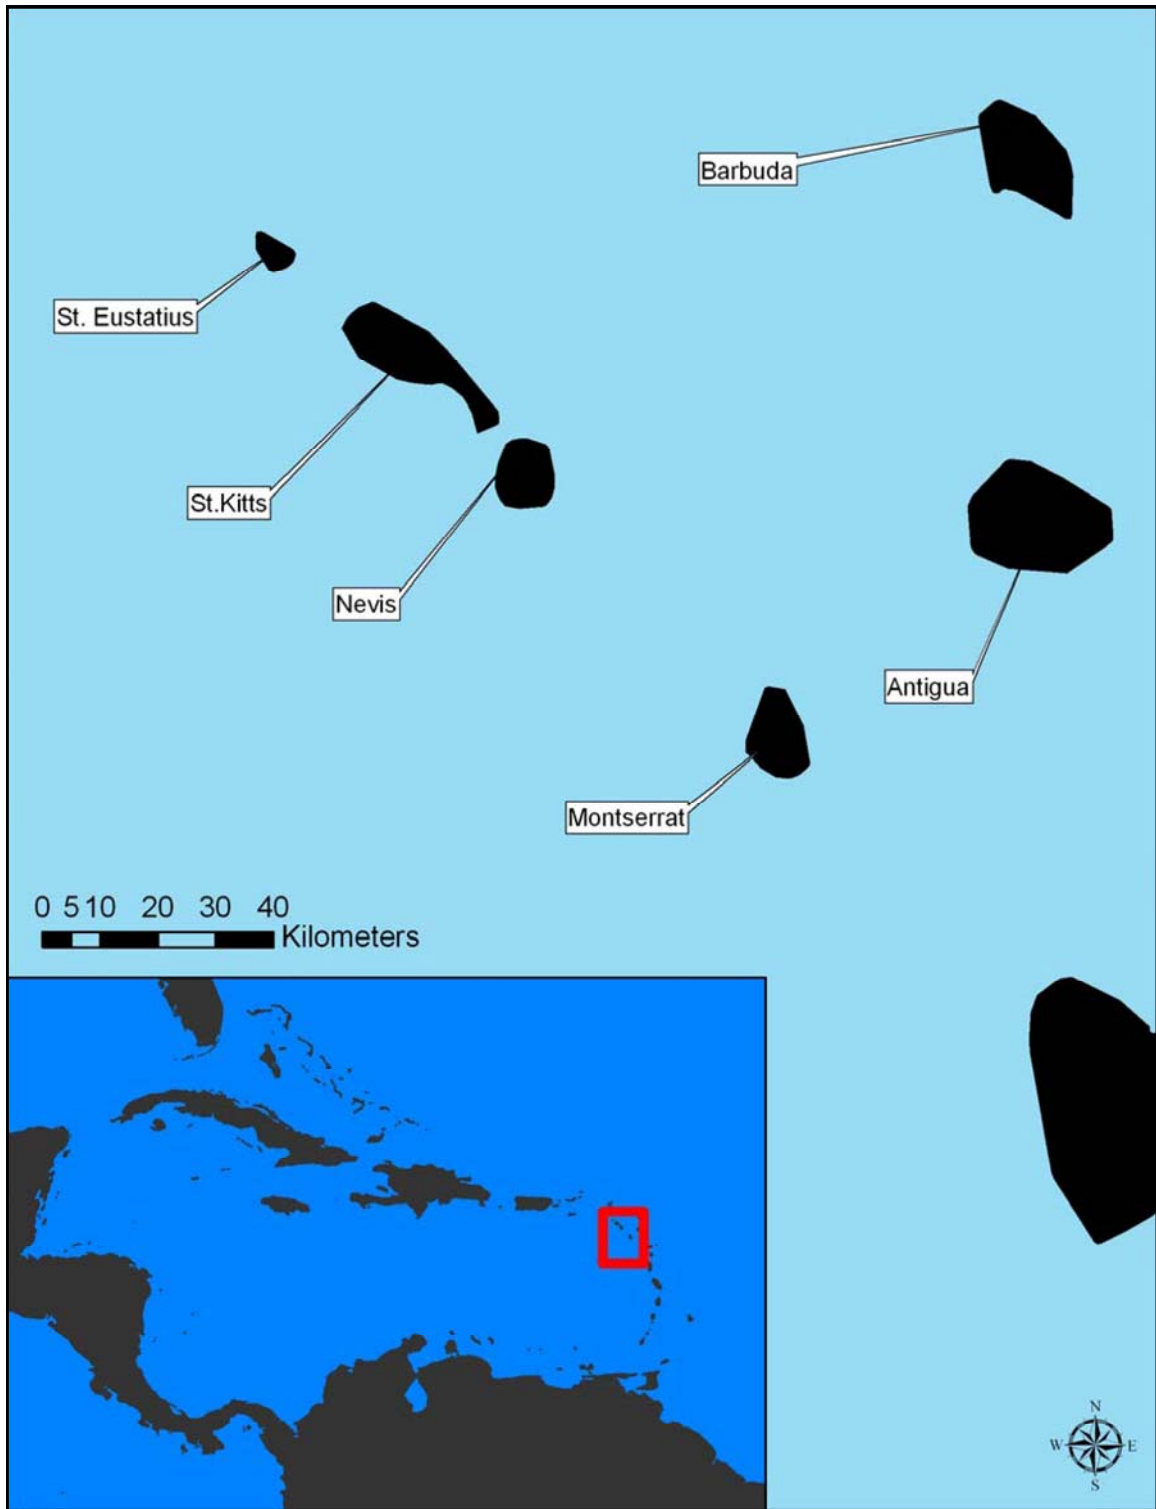 Barbuda
St. Eustatius
St.Kitts
Nevis
Antigua
Montserrat
0 5 10 20 30 40
Kilometers
N
W E
S